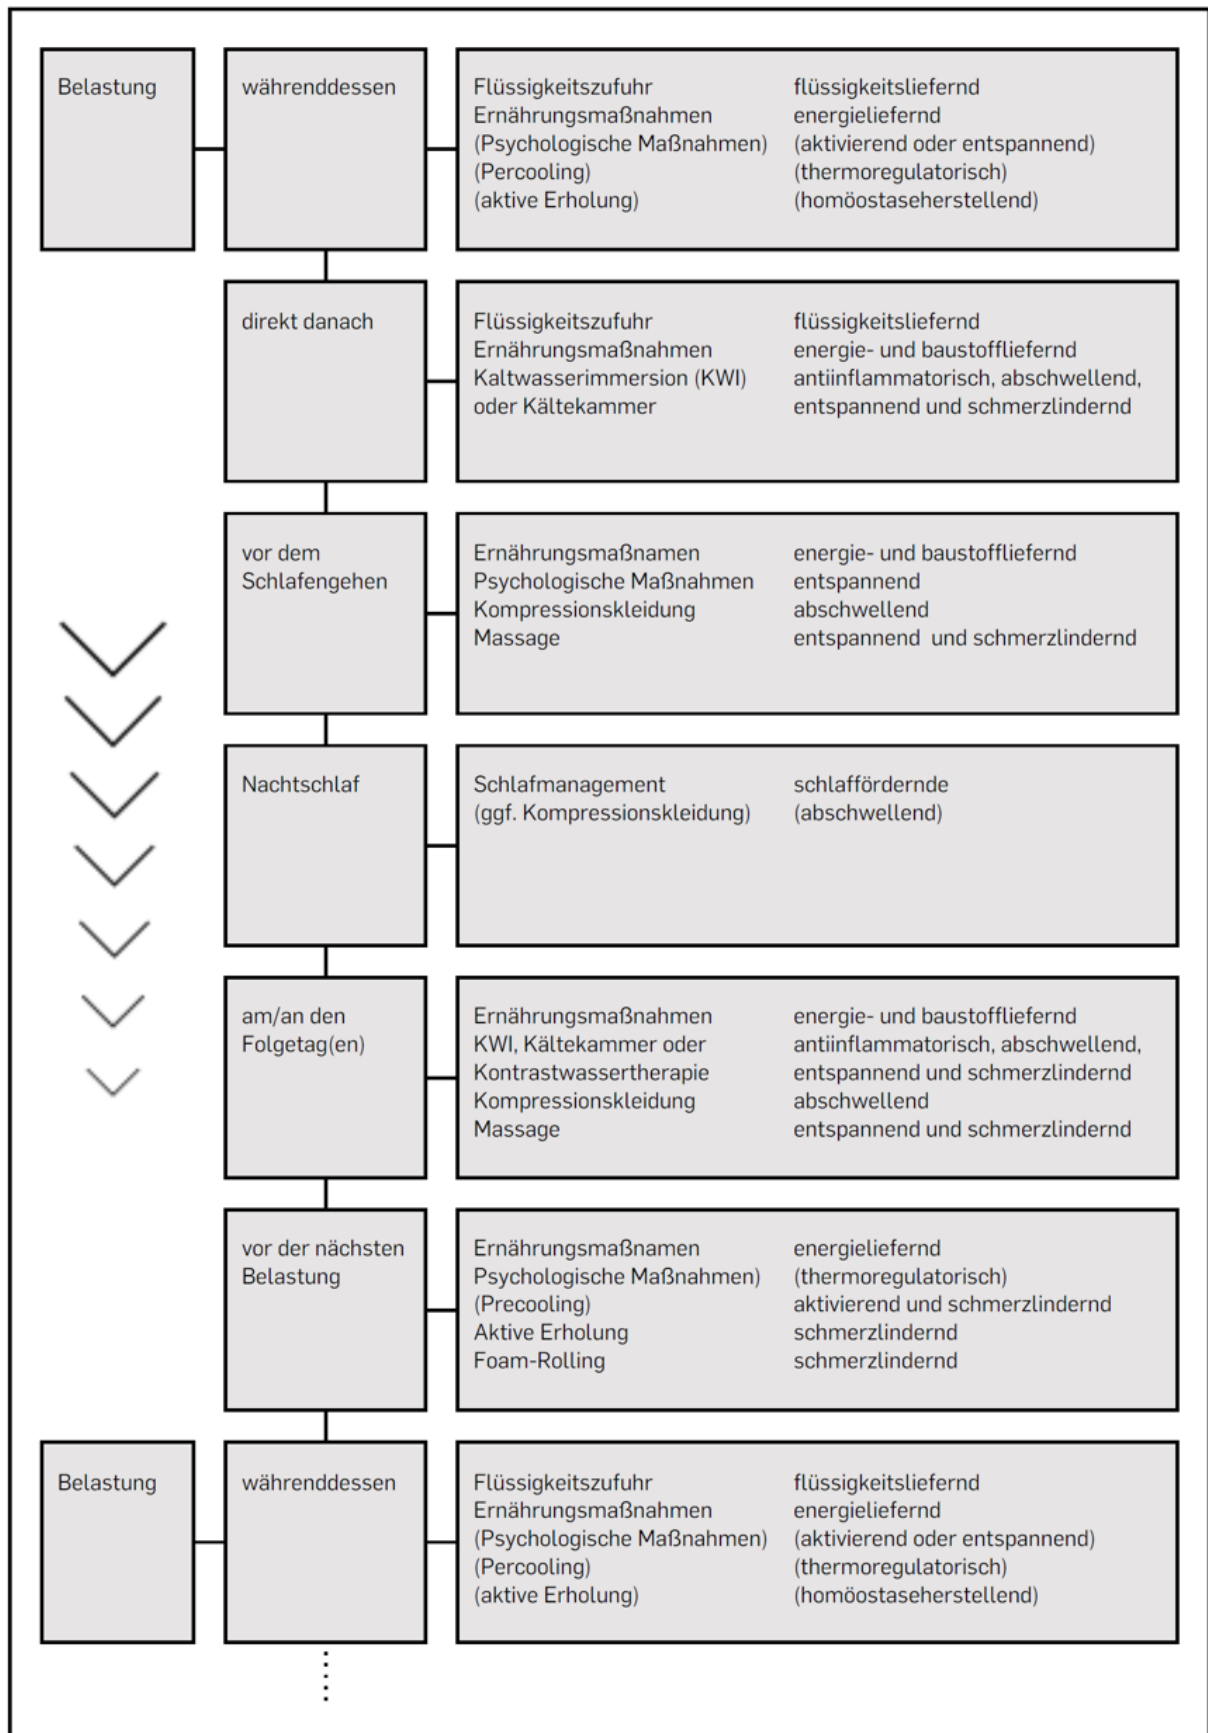 Belastung
währenddessen
Flüssigkeitszufuhr flüssigkeitsliefernd
Ernährungsmaßnahmen energieliefernd
(Psychologische Maßnahmen) (aktivierend oder entspannend)
(Percooling) (thermoregulatorisch)
(aktive Erholung) (homöostaseherstellend)
direkt danach
Flüssigkeitszufuhr flüssigkeitsliefernd
Ernährungsmaßnahmen energie- und baustoffliefernd
Kaltwasserimmersion (KWI) antiinflammatorisch, abschwellend,
oder Kältekammer entspannend und schmerzlindernd
vor dem
Schlafengehen
Ernährungsmaßnamen energie- und baustoffliefernd
Psychologische Maßnahmen entspannend
Kompressionskleidung abschwellend
Massage entspannend und schmerzlindernd
Nachtschlaf
Schlafmanagement schlaffördernde
(ggf. Kompressionskleidung) (abschwellend)
am/an den
Folgetag(en)
Ernährungsmaßnahmen energie- und baustoffliefernd
KWI, Kältekammer oder antiinflammatorisch, abschwellend,
Kontrastwassertherapie entspannend und schmerzlindernd
Kompressionskleidung abschwellend
Massage entspannend und schmerzlindernd
vor der nächsten
Belastung
Ernährungsmaßnamen energieliefernd
Psychologische Maßnahmen) (thermoregulatorisch)
(Precooling) aktivierend und schmerzlindernd
Aktive Erholung schmerzlindernd
Foam-Rolling schmerzlindernd
Belastung
währenddessen
Flüssigkeitszufuhr flüssigkeitsliefernd
Ernährungsmaßnahmen energieliefernd
(Psychologische Maßnahmen) (aktivierend oder entspannend)
(Percooling) (thermoregulatorisch)
(aktive Erholung) (homöostaseherstellend)